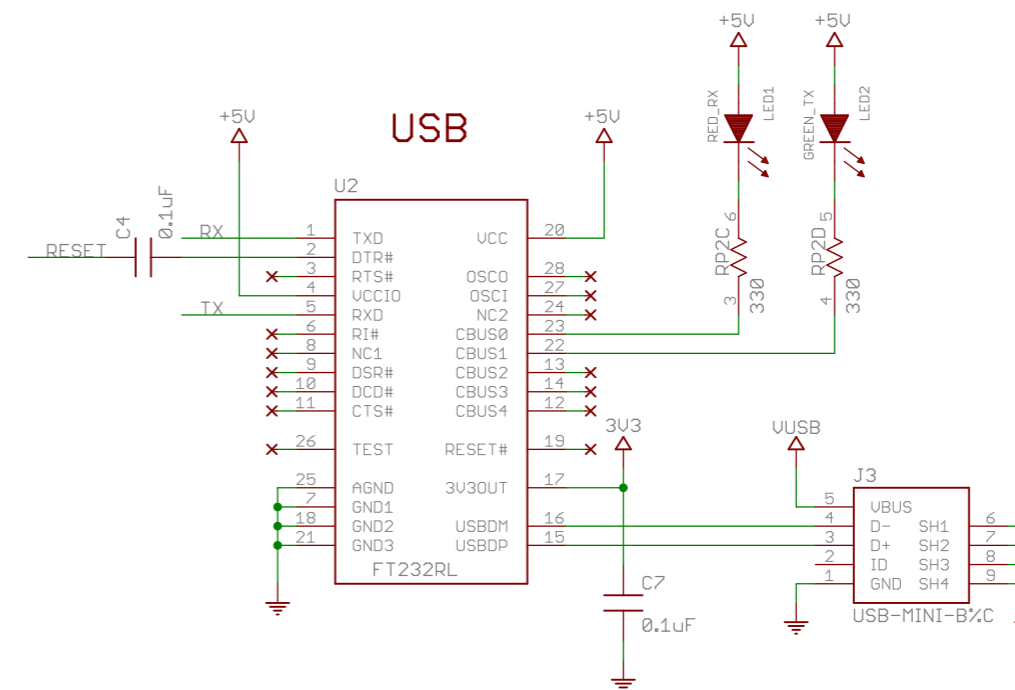 +5V +5V
RED_RX LED1 GREEN_TX LED2
+5V USB +5V
U2
C4 0.1uF
RESET
RX 1 TXD VCC 20
2 DTR#
3 RTS# OSCO 28
4 VCCIO OSCI 27
TX 5 RXD NC2 24
6 RI# CBUS0 23
8 NC1 CBUS1 22
9 DSR# CBUS2 13
10 DCD# CBUS3 14
11 CTS# CBUS4 12
26 TEST RESET# 19
25 AGND 3V3OUT 17
7 GND1
18 GND2 USBDM 16
21 GND3 USBDP 15
FT232RL
6 5
RP2C RP2D
3 330 4 330
3V3
C7
0.1uF
VUSB
J3
5 VBUS
4 D- SH1 6
3 D+ SH2 7
2 ID SH3 8
1 GND SH4 9
USB-MINI-B%C